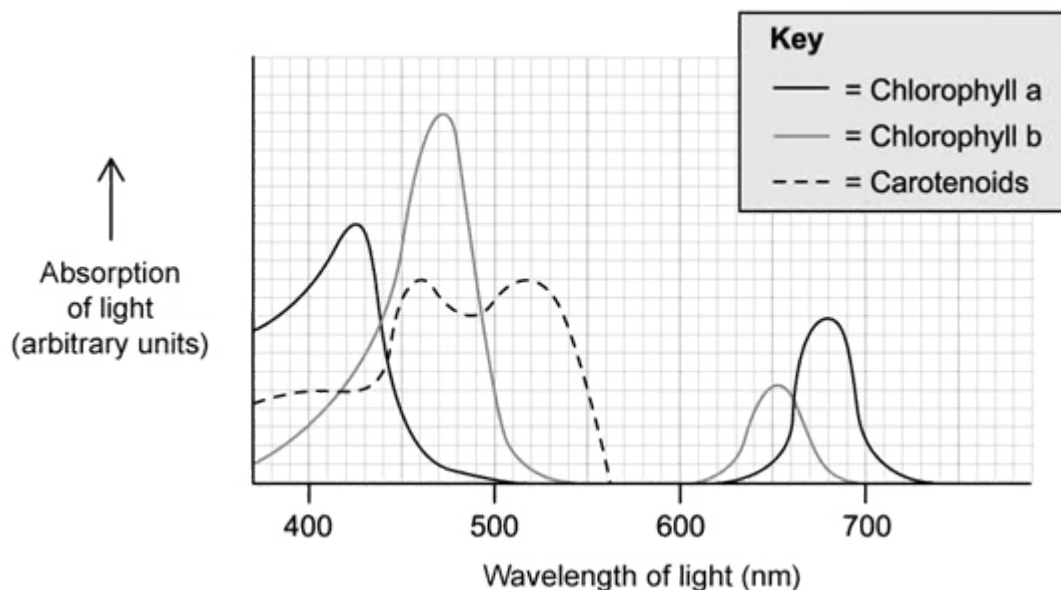 Key
= Chlorophyll a
= Chlorophyll b
= Carotenoids
Absorption
of light
(arbitrary units)
400 500 600 700
Wavelength of light (nm)